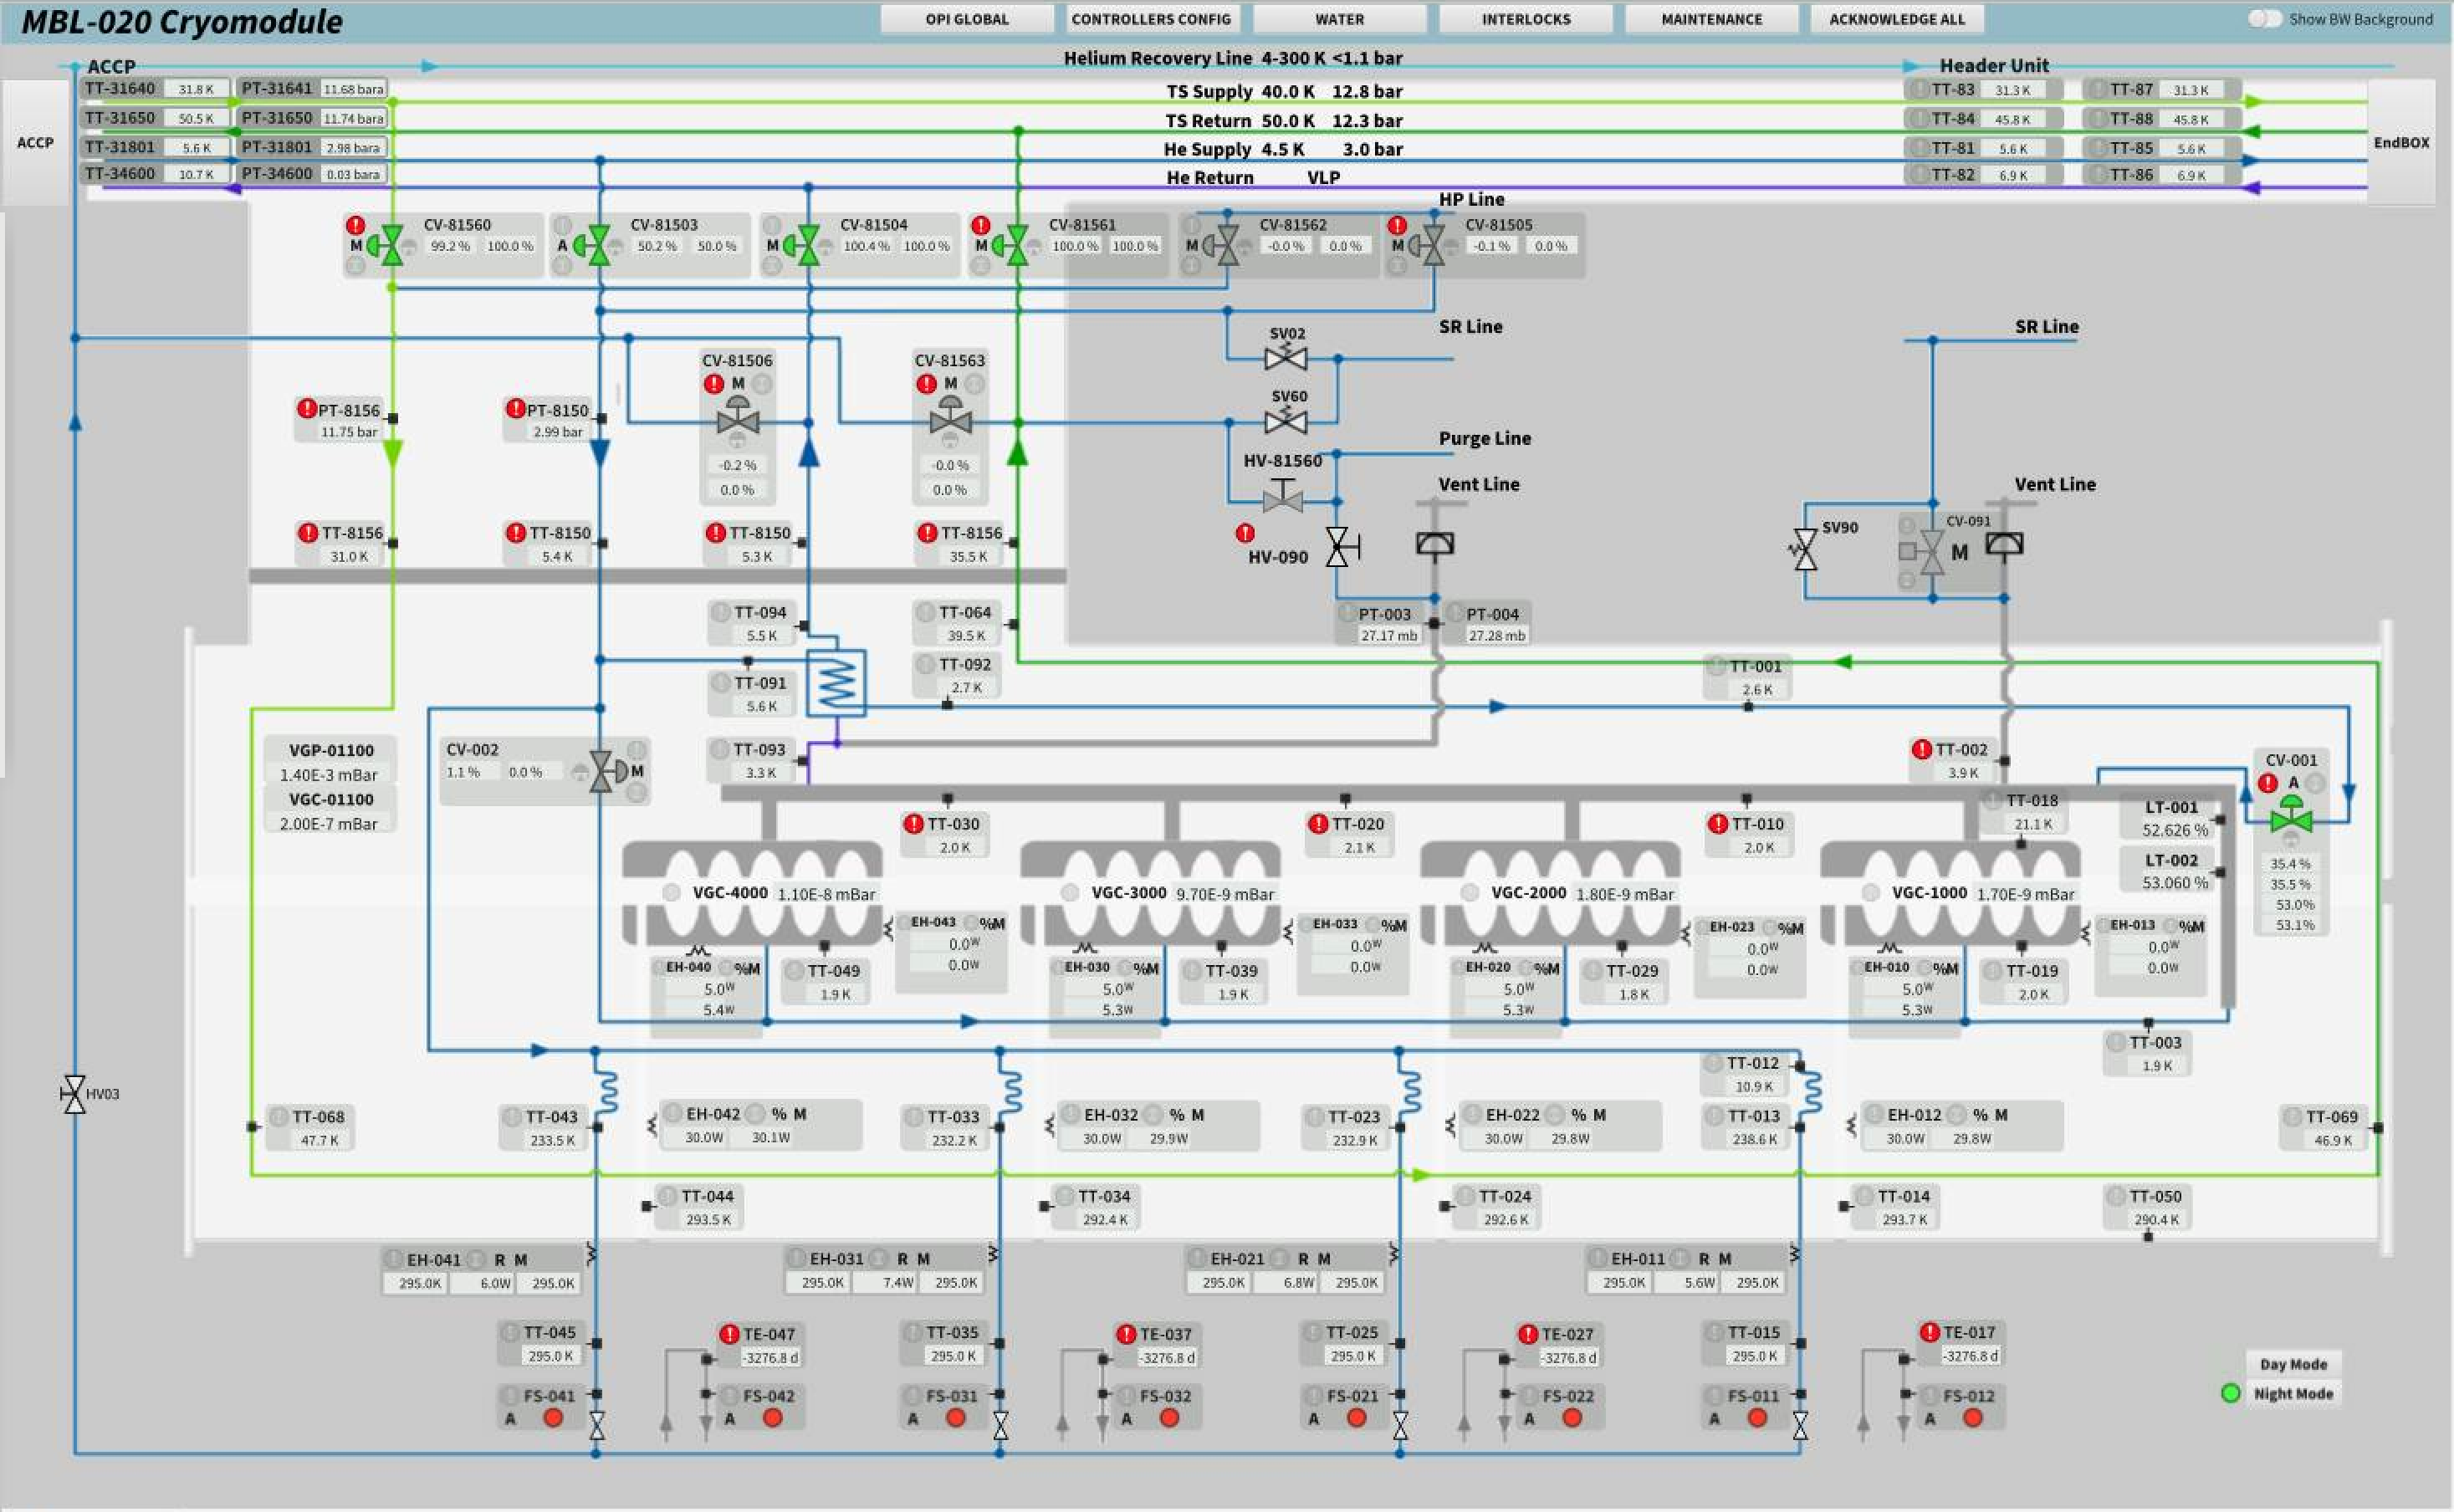 MBL-020 Cryomodule
OPI GLOBAL
CONTROLLERS CONFIG
WATER
INTERLOCKS
MAINTENANCE
ACKNOWLEDGE ALL
Show BW Background
ACCP
Helium Recovery Line 4-300 K <1.1 bar
Header Unit
TT-31640 31.8 K PT-31641 11.68 bara
TS Supply 40.0 K 12.8 bar
TT-83 31.3 K TT-87 31.3 K
TT-31650 50.5 K PT-31650 11.74 bara
TS Return 50.0 K 12.3 bar
TT-84 45.8 K TT-88 45.8 K
ACCP
EndBOX
TT-31801 5.6 K PT-31801 2.98 bara
He Supply 4.5 K 3.0 bar
TT-81 5.6 K TT-85 5.6 K
TT-34600 10.7 K PT-34600 0.03 bara
He Return VLP
TT-82 6.9 K TT-86 6.9 K
HP Line
CV-81560
M 99.2 % 100.0 %
CV-81503
A 50.2 % 50.0 %
CV-81504
M 100.4 % 100.0 %
CV-81561
M 100.0 % 100.0 %
CV-81562
M -0.0 % 0.0 %
CV-81505
M -0.1 % 0.0 %
SV02
SR Line
SR Line
CV-81506
M
-0.2 %
0.0 %
CV-81563
M
-0.0 %
0.0 %
SV60
PT-8156
11.75 bar
PT-8150
2.99 bar
Purge Line
HV-81560
Vent Line
Vent Line
TT-8156
31.0 K
TT-8150
5.4 K
TT-8150
5.3 K
TT-8156
35.5 K
HV-090
SV90
CV-091
M
TT-094
5.5 K
TT-064
39.5 K
PT-003
27.17 mb
PT-004
27.28 mb
TT-091
5.6 K
TT-092
2.7 K
TT-001
2.6 K
VGP-01100
1.40E-3 mBar
VGC-01100
2.00E-7 mBar
CV-002
1.1 % 0.0 % M
TT-093
3.3 K
TT-002
3.9 K
CV-001
A
35.4 %
35.5 %
53.0%
53.1%
TT-030
2.0 K
TT-020
2.1 K
TT-010
2.0 K
TT-018
21.1 K
LT-001
52.626 %
LT-002
53.060 %
VGC-4000 1.10E-8 mBar
VGC-3000 9.70E-9 mBar
VGC-2000 1.80E-9 mBar
VGC-1000 1.70E-9 mBar
EH-043 %M
0.0W
0.0W
EH-033 %M
0.0W
0.0W
EH-023 %M
0.0W
0.0W
EH-013 %M
0.0W
0.0W
EH-040 %M
5.0W
5.4W
TT-049
1.9 K
EH-030 %M
5.0W
5.3W
TT-039
1.9 K
EH-020 %M
5.0W
5.3W
TT-029
1.8 K
EH-010 %M
5.0W
5.3W
TT-019
2.0 K
TT-003
1.9 K
TT-012
10.9 K
HV03
TT-068
47.7 K
TT-043
233.5 K
EH-042 % M
30.0W 30.1W
TT-033
232.2 K
EH-032 % M
30.0W 29.9W
TT-023
232.9 K
EH-022 % M
30.0W 29.8W
TT-013
238.6 K
EH-012 % M
30.0W 29.8W
TT-069
46.9 K
TT-044
293.5 K
TT-034
292.4 K
TT-024
292.6 K
TT-014
293.7 K
TT-050
290.4 K
EH-041 R M
295.0K 6.0W 295.0K
EH-031 R M
295.0K 7.4W 295.0K
EH-021 R M
295.0K 6.8W 295.0K
EH-011 R M
295.0K 5.6W 295.0K
TT-045
295.0 K
TE-047
-3276.8 d
TT-035
295.0 K
TE-037
-3276.8 d
TT-025
295.0 K
TE-027
-3276.8 d
TT-015
295.0 K
TE-017
-3276.8 d
FS-041
A
FS-042
A
FS-031
A
FS-032
A
FS-021
A
FS-022
A
FS-011
A
FS-012
A
Day Mode
Night Mode